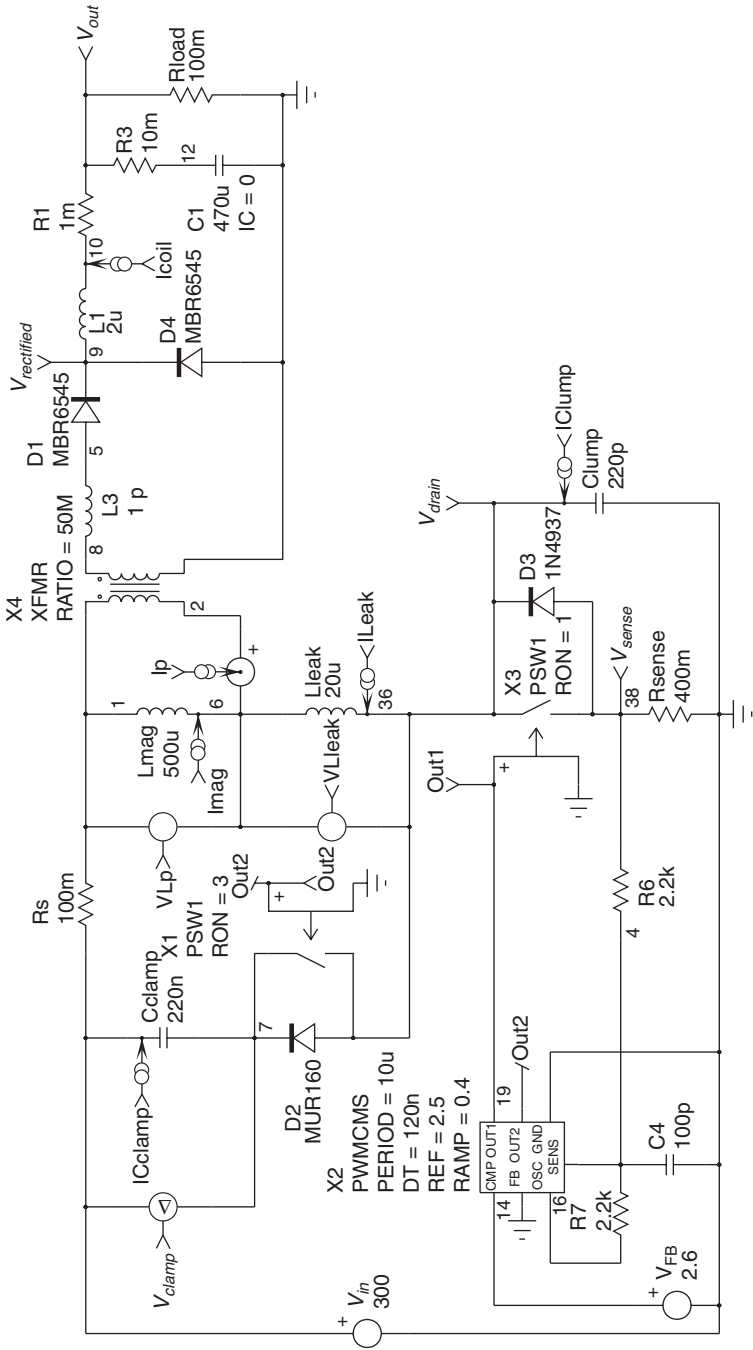 V_out
Rload
100m
R3
10m
12
R1
1m
10
C1
470u
IC = 0
Icoil
L1
2u
D4
MBR6545
V_rectified
9
D1
MBR6545
5
L3
1 p
8
X4
XFMR
RATIO = 50M
2
Ip
+
1
Lmag
500u
6
Imag
Lleak
20u
ILeak
36
VLp
VLleak
Rs
100m
X1
PSW1
RON = 3
Out2
+
Out2
Cclamp
220n
ICclamp
7
D2
MUR160
V_clamp
+
V_in
300
V_drain
IClump
Clump
220p
D3
1N4937
X3
PSW1
RON = 1
V_sense
38
Rsense
400m
Out1
+
R6
2.2k
4
X2
PWMCMS
PERIOD = 10u
DT = 120n
REF = 2.5
RAMP = 0.4
19
Out2
CMP OUT1
FB OUT2
OSC GND
SENS
14
16
R7
2.2k
C4
100p
+
V_FB
2.6